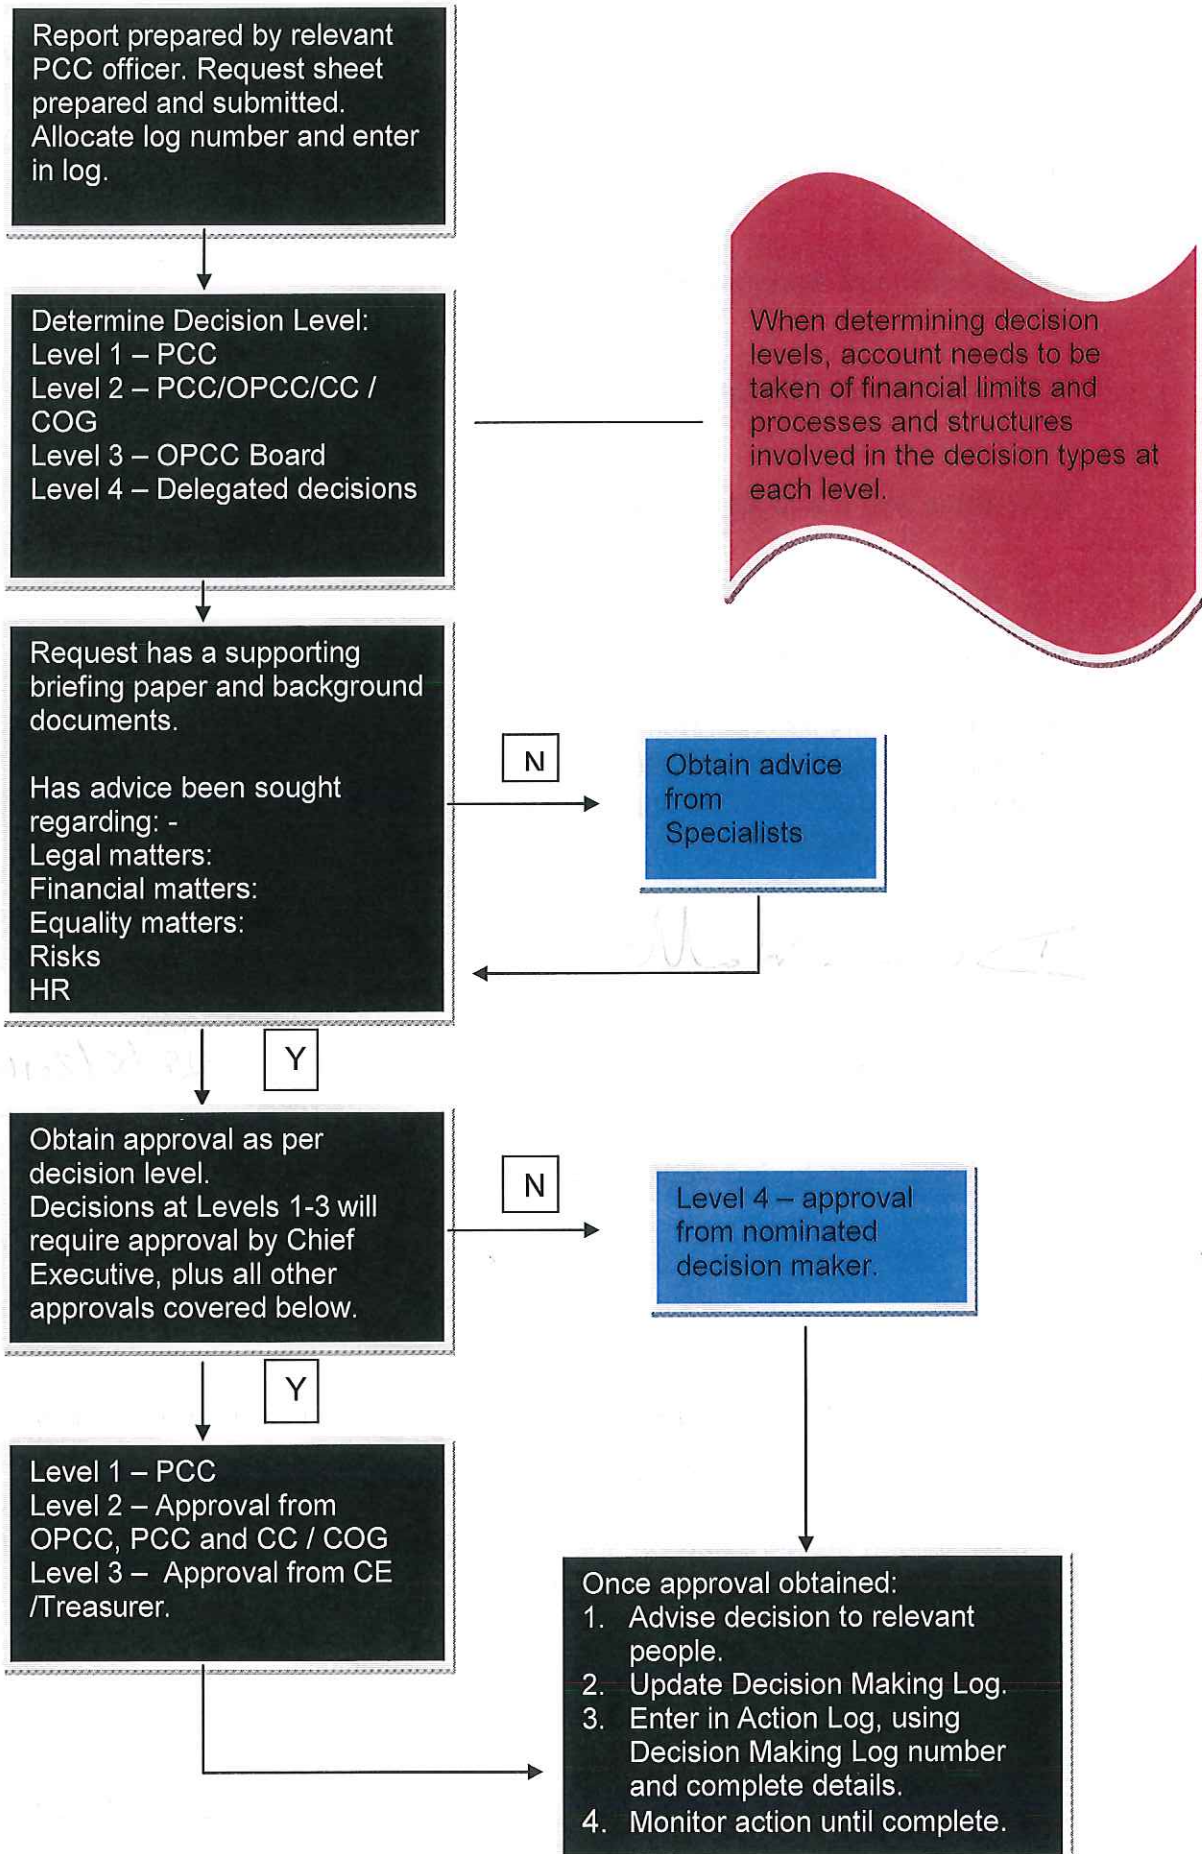 Report prepared by relevant
PCC officer. Request sheet
prepared and submitted.
Allocate log number and enter
in log.
Determine Decision Level:
Level 1 – PCC
Level 2 – PCC/OPCC/CC /
COG
Level 3 – OPCC Board
Level 4 – Delegated decisions
When determining decision
levels, account needs to be
taken of financial limits and
processes and structures
involved in the decision types at
each level.
Request has a supporting
briefing paper and background
documents.
Has advice been sought
regarding: -
Legal matters:
Financial matters:
Equality matters:
Risks
HR
N
Obtain advice
from
Specialists
Y
Obtain approval as per
decision level.
Decisions at Levels 1-3 will
require approval by Chief
Executive, plus all other
approvals covered below.
N
Level 4 – approval
from nominated
decision maker.
Y
Level 1 – PCC
Level 2 – Approval from
OPCC, PCC and CC / COG
Level 3 –  Approval from CE
/Treasurer.
Once approval obtained:
1. Advise decision to relevant
people.
2. Update Decision Making Log.
3. Enter in Action Log, using
Decision Making Log number
and complete details.
4. Monitor action until complete.